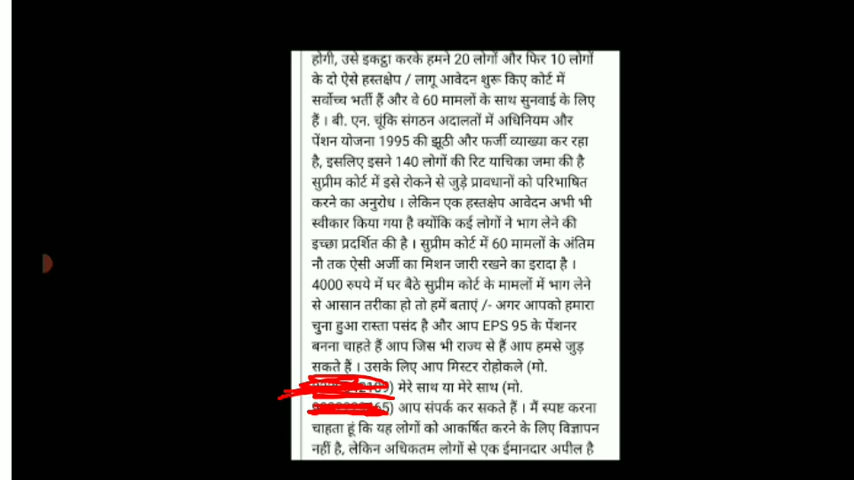 होगी, उसे इकट्ठा करके हमने 20 लोगों और फिर 10 लोगों
के दो ऐसे हस्तक्षेप / लागू आवेदन शुरू किए कोर्ट में
सर्वोच्च भर्ती हैं और वे 60 मामलों के साथ सुनवाई के लिए
हैं । बी. एन. चूंकि संगठन अदालतों में अधिनियम और
पेंशन योजना 1995 की झूठी और फर्जी व्याख्या कर रहा
है, इसलिए इसने 140 लोगों की रिट याचिका जमा की है
सुप्रीम कोर्ट में इसे रोकने से जुड़े प्रावधानों को परिभाषित
करने का अनुरोध । लेकिन एक हस्तक्षेप आवेदन अभी भी
स्वीकार किया गया है क्योंकि कई लोगों ने भाग लेने की
इच्छा प्रदर्शित की है । सुप्रीम कोर्ट में 60 मामलों के अंतिम
नौ तक ऐसी अर्जी का मिशन जारी रखने का इरादा है ।
4000 रुपये में घर बैठे सुप्रीम कोर्ट के मामलों में भाग लेने
से आसान तरीका हो तो हमें बताएं /- अगर आपको हमारा
चुना हुआ रास्ता पसंद है और आप EPS 95 के पेंशनर
बनना चाहते हैं आप जिस भी राज्य से हैं आप हमसे जुड़
सकते हैं । उसके लिए आप मिस्टर रोहोकले (मो.
मेरे साथ या मेरे साथ (मो.
आप संपर्क कर सकते हैं । मैं स्पष्ट करना
चाहता हूं कि यह लोगों को आकर्षित करने के लिए विज्ञापन
नहीं है, लेकिन अधिकतम लोगों से एक ईमानदार अपील है